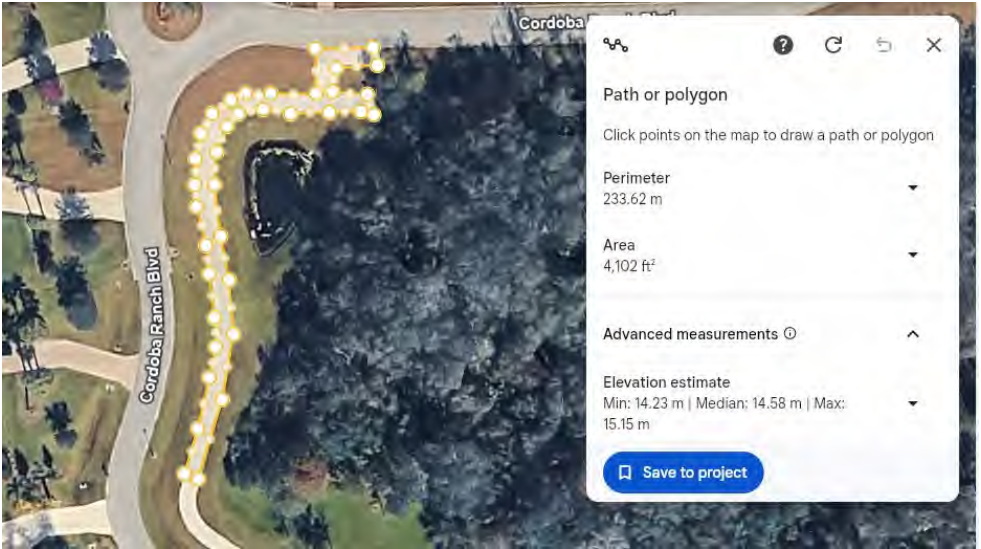 Cordoba Ranch Blvd
Cordoba Ranch Blvd
Path or polygon
Click points on the map to draw a path or polygon
Perimeter
233.62 m
Area
4,102 ft²
Advanced measurements
Elevation estimate
Min: 14.23 m | Median: 14.58 m | Max:
15.15 m
Save to project